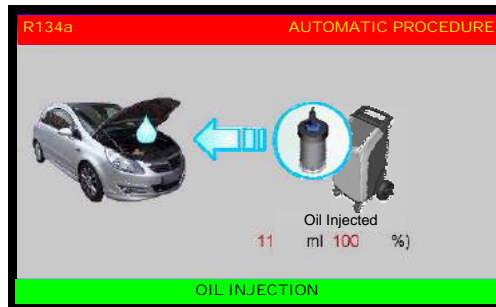 R134a AUTOMATIC PROCEDURE
Oil Injected
11 ml 100 %)
OIL INJECTION